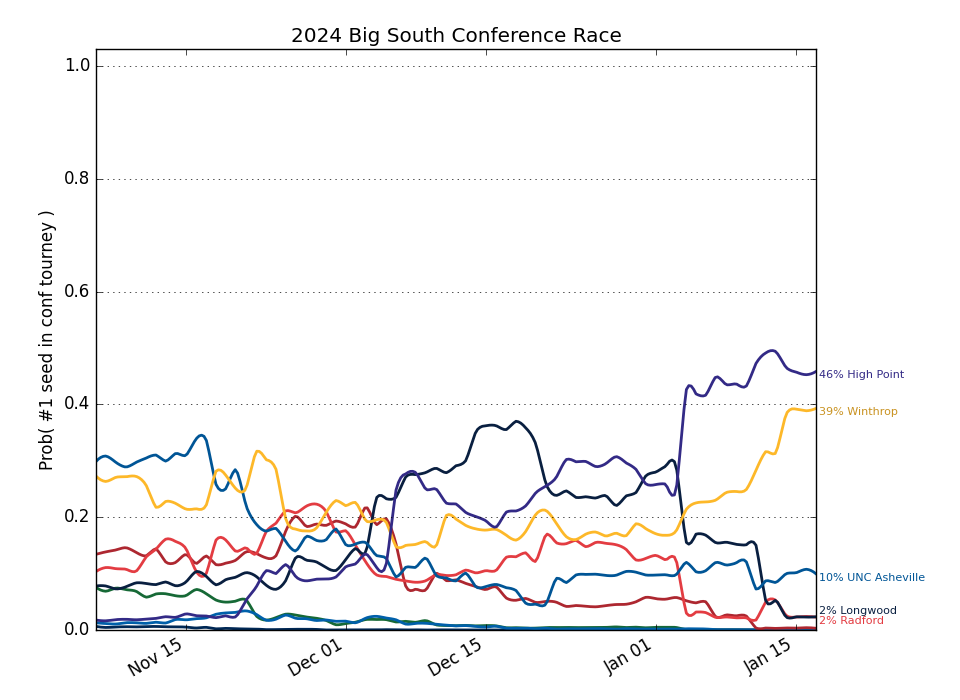 2024 Big South Conference Race
Prob( #1 seed in conf tourney )
1.0
0.8
0.6
0.4
0.2
0.0
Nov 15
Dec 01
Dec 15
Jan 01
Jan 15
46% High Point
39% Winthrop
10% UNC Asheville
2% Longwood
2% Radford